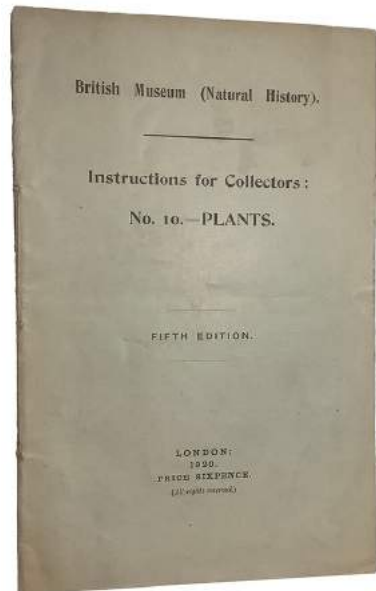 British Museum (Natural History).
Instructions for Collectors:
No. 10.—PLANTS.
FIFTH EDITION.
LONDON:
1920.
PRICE SIXPENCE.
(All rights reserved.)